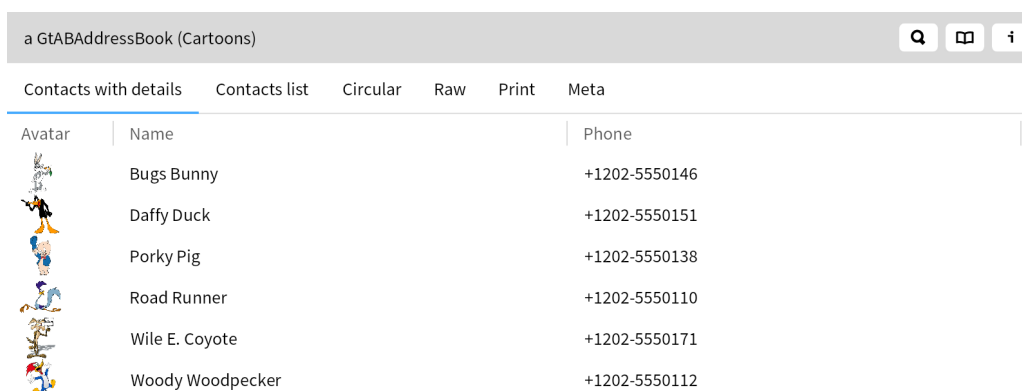 a GtABAddressBook (Cartoons)
i
Contacts with details Contacts list Circular Raw Print Meta
Avatar Name Phone
Bugs Bunny +1202-5550146
Daffy Duck +1202-5550151
Porky Pig +1202-5550138
Road Runner +1202-5550110
Wile E. Coyote +1202-5550171
Woody Woodpecker +1202-5550112